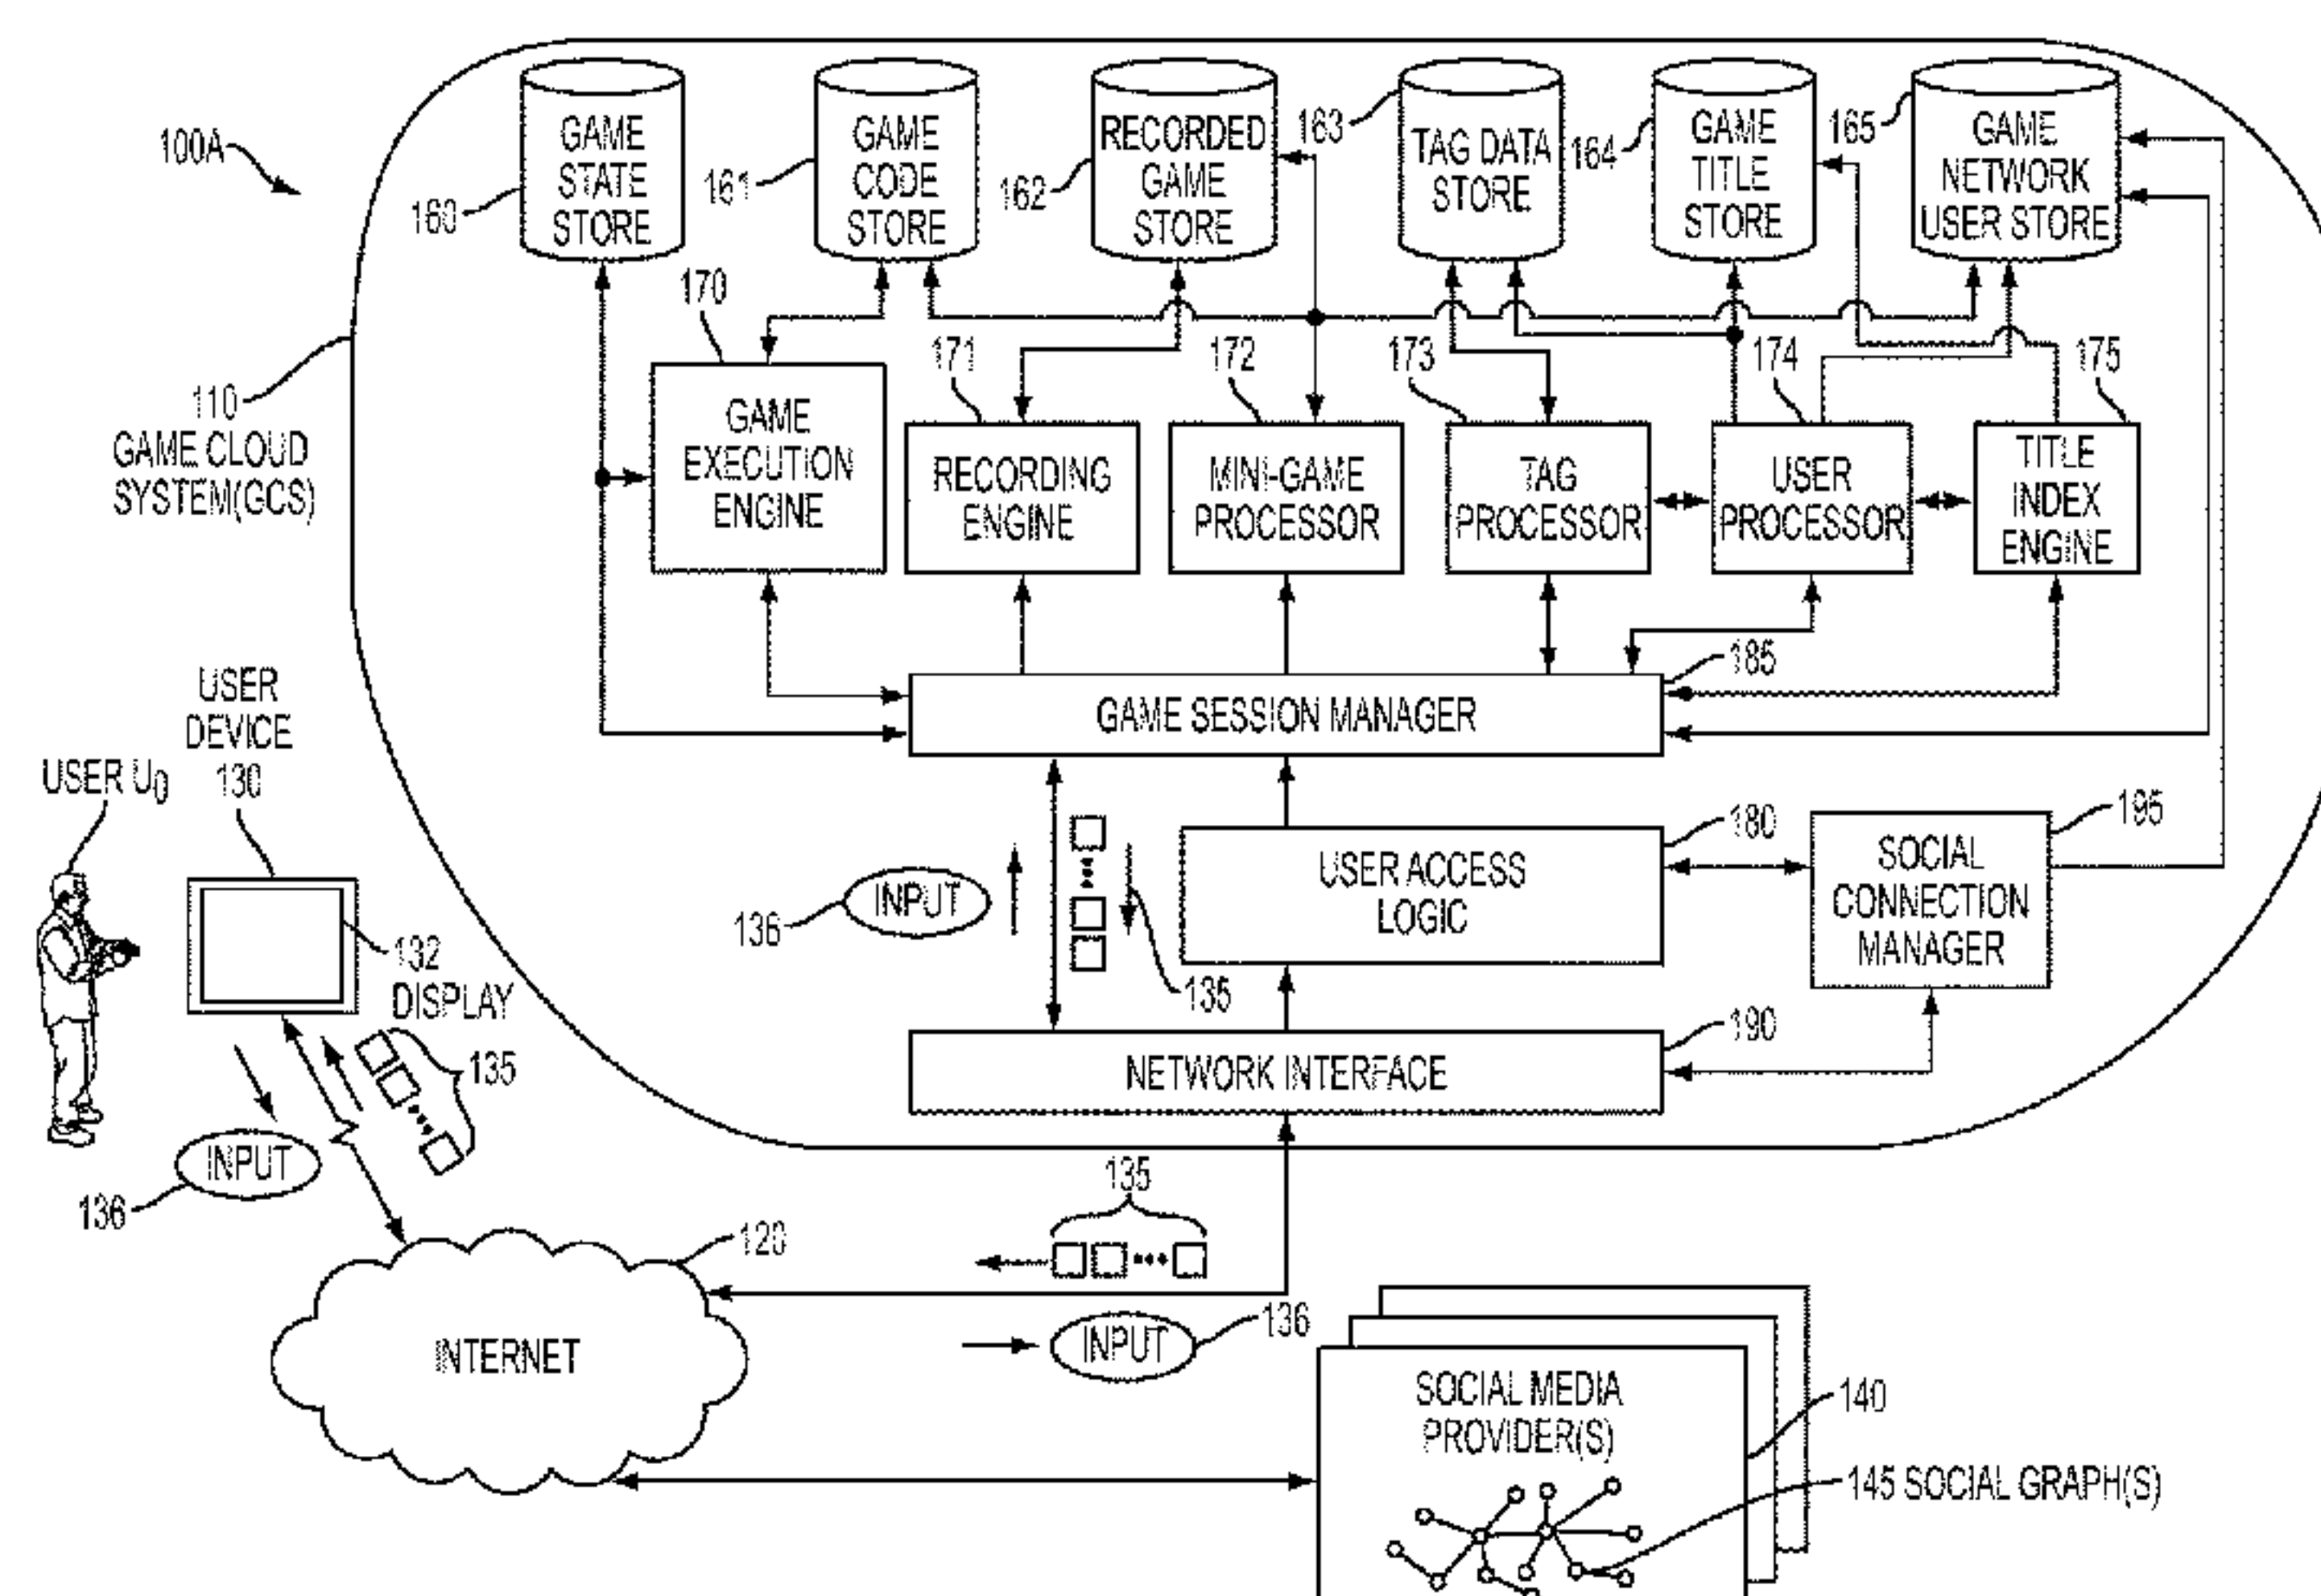 100A
160
GAME
STATE
STORE
161
GAME
CODE
STORE
162
RECORDED
GAME
STORE
163
TAG DATA
STORE
164
GAME
TITLE
STORE
165
GAME
NETWORK
USER STORE
110
GAME CLOUD
SYSTEM(GCS)
170
GAME
EXECUTION
ENGINE
171
RECORDING
ENGINE
172
MINI-GAME
PROCESSOR
173
TAG
PROCESSOR
174
USER
PROCESSOR
175
TITLE
INDEX
ENGINE
185
GAME SESSION MANAGER
USER
DEVICE
130
USER U0
132
DISPLAY
135
INPUT
136
136
INPUT
135
180
USER ACCESS
LOGIC
195
SOCIAL
CONNECTION
MANAGER
190
NETWORK INTERFACE
135
120
INTERNET
INPUT
136
SOCIAL MEDIA
PROVIDER(S)
140
145 SOCIAL GRAPH(S)